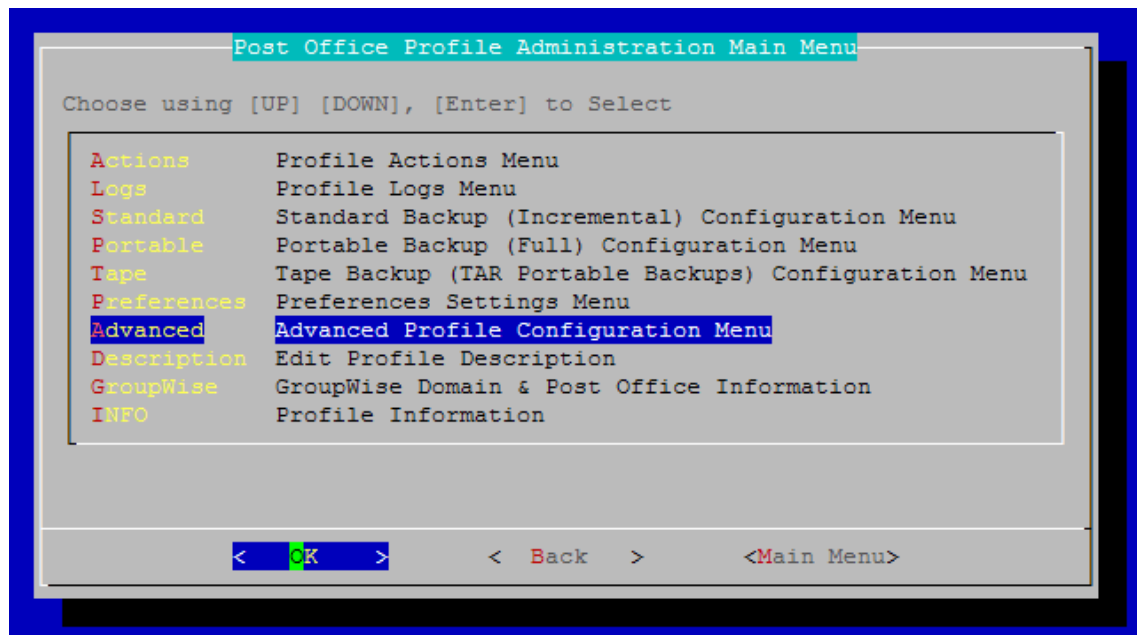 Post Office Profile Administration Main Menu
Choose using [UP] [DOWN], [Enter] to Select
Actions Profile Actions Menu
Logs Profile Logs Menu
Standard Standard Backup (Incremental) Configuration Menu
Portable Portable Backup (Full) Configuration Menu
Tape Tape Backup (TAR Portable Backups) Configuration Menu
Preferences Preferences Settings Menu
Advanced Advanced Profile Configuration Menu
Description Edit Profile Description
GroupWise GroupWise Domain & Post Office Information
INFO Profile Information
< OK > < Back > <Main Menu>